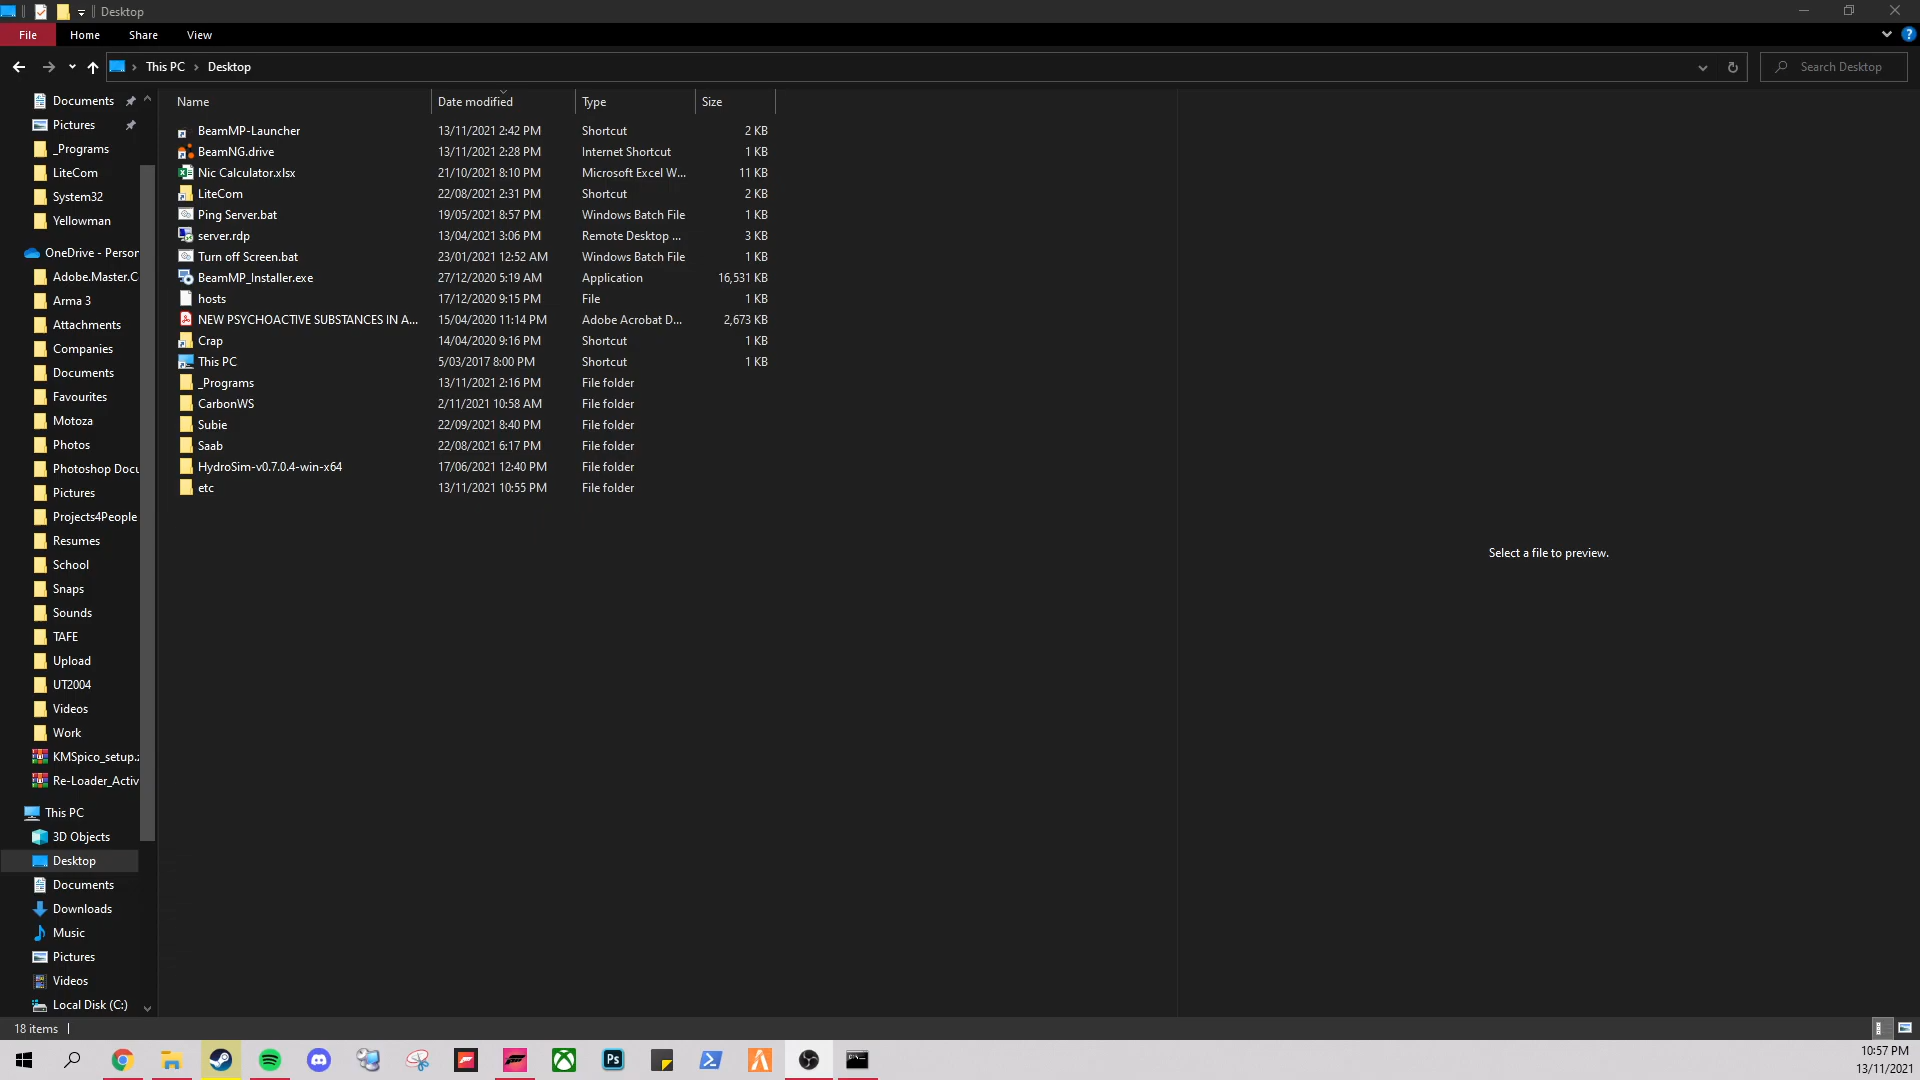 Desktop
File Home Share View
This PC Desktop Search Desktop
Documents
Pictures
_Programs
LiteCom
System32
Yellowman
OneDrive - Person
Adobe.Master.C
Arma 3
Attachments
Companies
Documents
Favourites
Motoza
Photos
Photoshop Docu
Pictures
Projects4People
Resumes
School
Snaps
Sounds
TAFE
Upload
UT2004
Videos
Work
KMSpico_setup.z
Re-Loader_Activ
This PC
3D Objects
Desktop
Documents
Downloads
Music
Pictures
Videos
Local Disk (C:)
Name Date modified Type Size
BeamMP-Launcher 13/11/2021 2:42 PM Shortcut 2 KB
BeamNG.drive 13/11/2021 2:28 PM Internet Shortcut 1 KB
Nic Calculator.xlsx 21/10/2021 8:10 PM Microsoft Excel W... 11 KB
LiteCom 22/08/2021 2:31 PM Shortcut 2 KB
Ping Server.bat 19/05/2021 8:57 PM Windows Batch File 1 KB
server.rdp 13/04/2021 3:06 PM Remote Desktop ... 3 KB
Turn off Screen.bat 23/01/2021 12:52 AM Windows Batch File 1 KB
BeamMP_Installer.exe 27/12/2020 5:19 AM Application 16,531 KB
hosts 17/12/2020 9:15 PM File 1 KB
NEW PSYCHOACTIVE SUBSTANCES IN A... 15/04/2020 11:14 PM Adobe Acrobat D... 2,673 KB
Crap 14/04/2020 9:16 PM Shortcut 1 KB
This PC 5/03/2017 8:00 PM Shortcut 1 KB
_Programs 13/11/2021 2:16 PM File folder
CarbonWS 2/11/2021 10:58 AM File folder
Subie 22/09/2021 8:40 PM File folder
Saab 22/08/2021 6:17 PM File folder
HydroSim-v0.7.0.4-win-x64 17/06/2021 12:40 PM File folder
etc 13/11/2021 10:55 PM File folder
Select a file to preview.
18 items
Ps
10:57 PM
13/11/2021